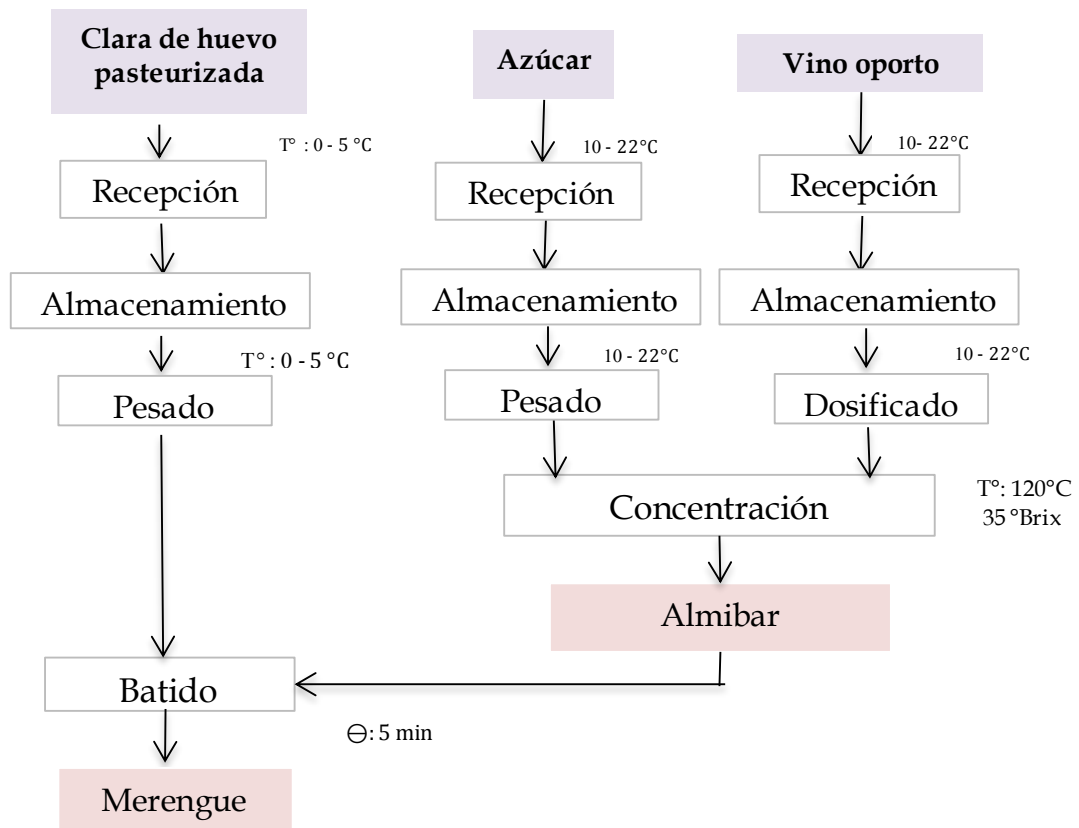 Clara de huevo
pasteurizada
Azúcar
Vino oporto
T° : 0 - 5 °C
10 - 22°C
10- 22°C
Recepción
Recepción
Recepción
Almacenamiento
Almacenamiento
Almacenamiento
T° : 0 - 5 °C
10 - 22°C
10 - 22°C
Pesado
Pesado
Dosificado
Concentración
T°: 120°C
35 °Brix
Almibar
Batido
⊖: 5 min
Merengue